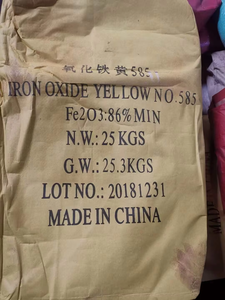 氧化铁黄585
IRON OXIDE YELLOW NO.585
Fe2O3:86% MIN
N.W.: 25 KGS
G.W.: 25.3KGS
LOT NO.: 20181231
MADE IN CHINA